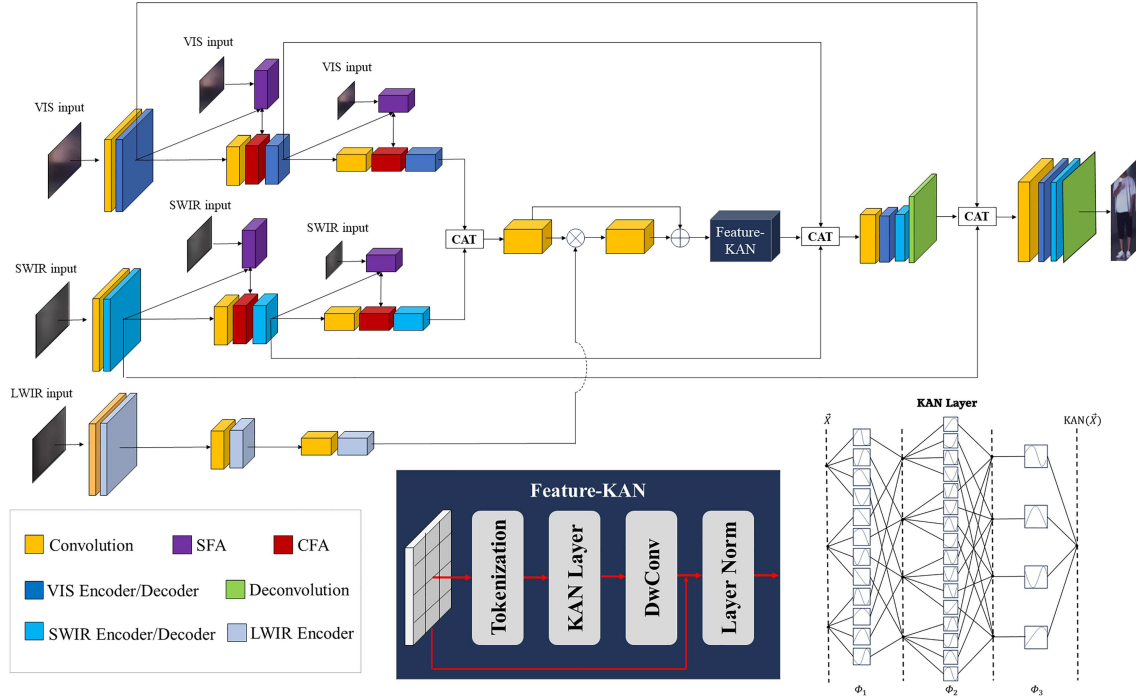 VIS input
VIS input
VIS input
SWIR input
SWIR input
SWIR input
LWIR input
CAT
Feature-
KAN
CAT
CAT
Convolution
SFA
CFA
VIS Encoder/Decoder
Deconvolution
SWIR Encoder/Decoder
LWIR Encoder
Feature-KAN
Tokenization
KAN Layer
DwConv
Layer Norm
KAN Layer
X⃗
KAN(X⃗)
Φ₁
Φ₂
Φ₃